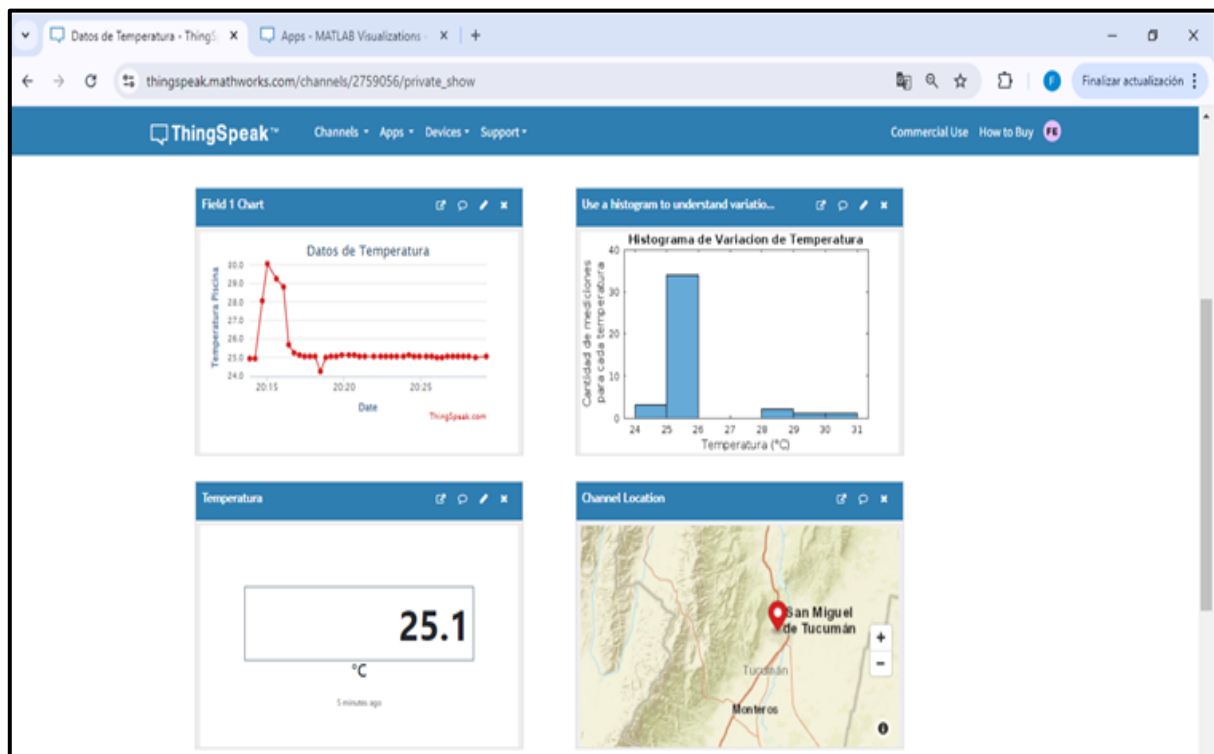 Datos de Temperatura - ThingS
Apps - MATLAB Visualizations -
thingspeak.mathworks.com/channels/2759056/private_show
F
Finalizar actualización
ThingSpeak™
Channels
Apps
Devices
Support
Commercial Use
How to Buy
FE
Field 1 Chart
Datos de Temperatura
Temperatura Piscina
30.0
29.0
28.0
27.0
26.0
25.0
24.0
20:15
20:20
20:25
Date
ThingSpeak.com
Use a histogram to understand variatio...
Histograma de Variacion de Temperatura
Cantidad de mediciones
para cada temperatura
40
30
20
10
0
24
25
26
27
28
29
30
31
Temperatura (°C)
Temperatura
25.1
°C
5 minutes ago
Channel Location
San Miguel
de Tucumán
Tucumán
Monteros
+
−